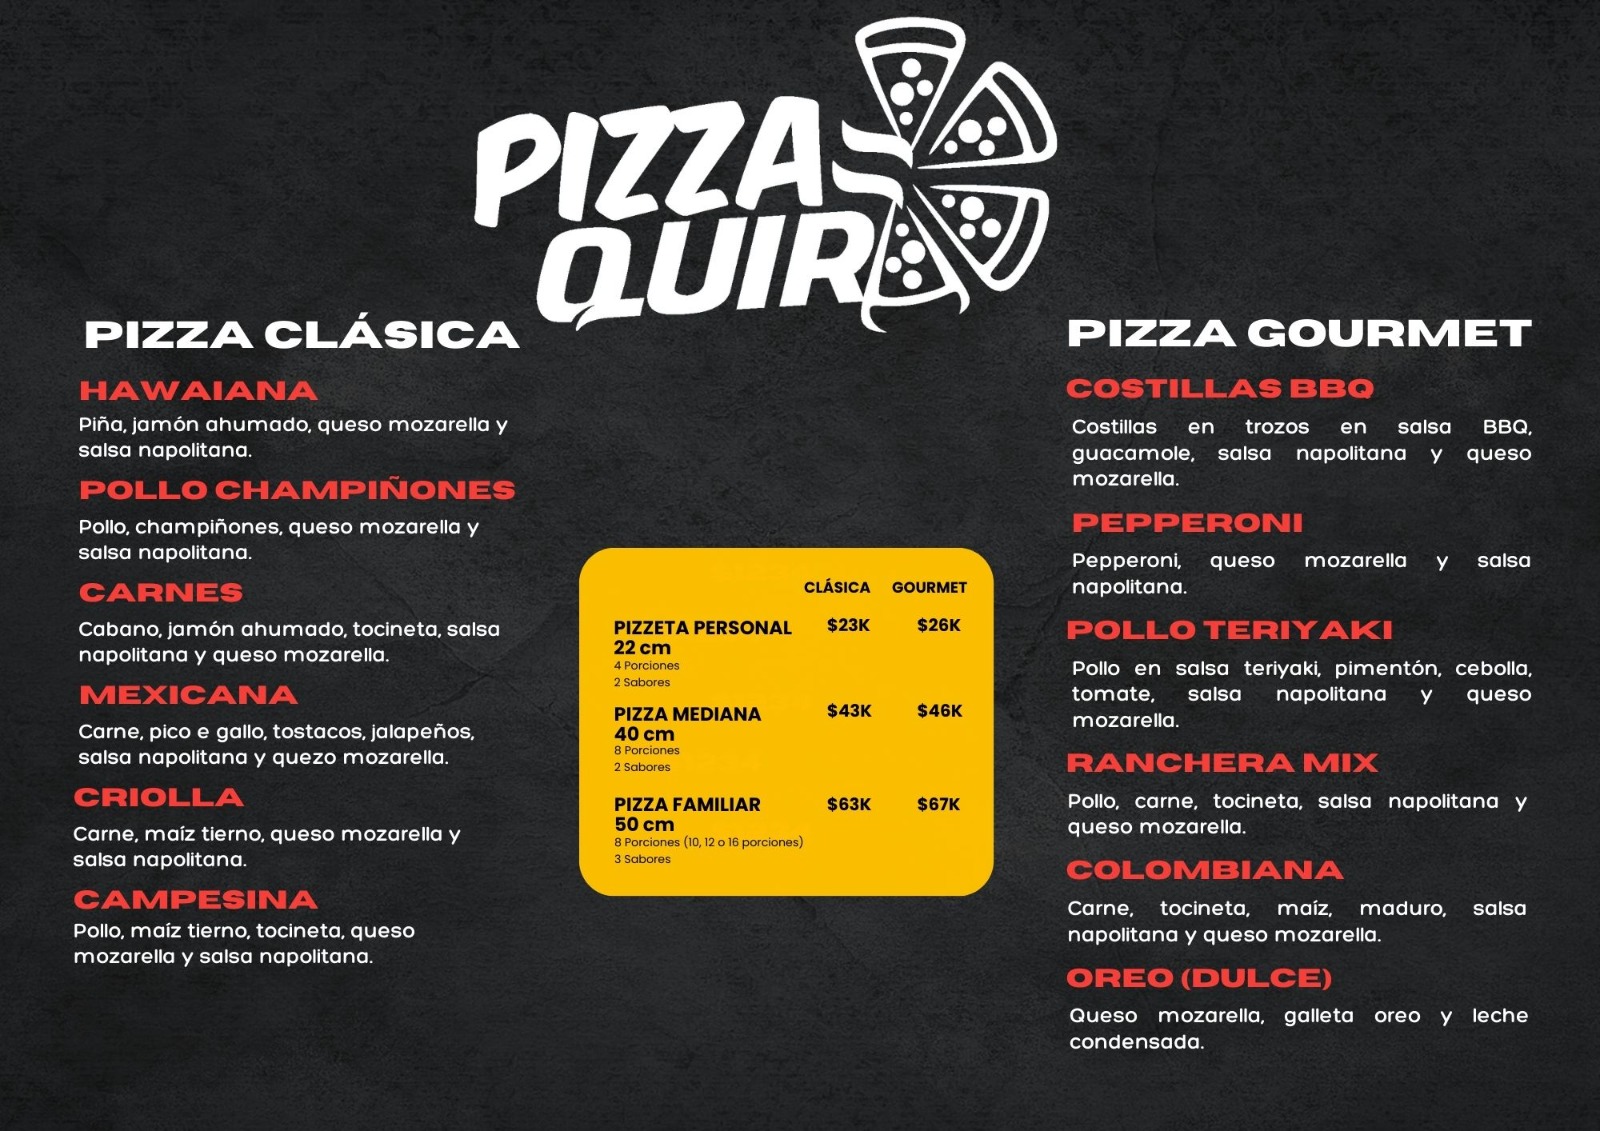 PIZZA
QUIRO
PIZZA CLÁSICA
HAWAIANA
Piña, jamón ahumado, queso mozarella y
salsa napolitana.
POLLO CHAMPIÑONES
Pollo, champiñones, queso mozarella y
salsa napolitana.
CARNES
Cabano, jamón ahumado, tocineta, salsa
napolitana y queso mozarella.
MEXICANA
Carne, pico e gallo, tostacos, jalapeños,
salsa napolitana y quezo mozarella.
CRIOLLA
Carne, maíz tierno, queso mozarella y
salsa napolitana.
CAMPESINA
Pollo, maíz tierno, tocineta, queso
mozarella y salsa napolitana.
CLÁSICA GOURMET
PIZZETA PERSONAL $23K $26K
22 cm
4 Porciones
2 Sabores
PIZZA MEDIANA $43K $46K
40 cm
8 Porciones
2 Sabores
PIZZA FAMILIAR $63K $67K
50 cm
8 Porciones (10, 12 o 16 porciones)
3 Sabores
PIZZA GOURMET
COSTILLAS BBQ
Costillas en trozos en salsa BBQ,
guacamole, salsa napolitana y queso
mozarella.
PEPPERONI
Pepperoni, queso mozarella y salsa
napolitana.
POLLO TERIYAKI
Pollo en salsa teriyaki, pimentón, cebolla,
tomate, salsa napolitana y queso
mozarella.
RANCHERA MIX
Pollo, carne, tocineta, salsa napolitana y
queso mozarella.
COLOMBIANA
Carne, tocineta, maíz, maduro, salsa
napolitana y queso mozarella.
OREO (DULCE)
Queso mozarella, galleta oreo y leche
condensada.